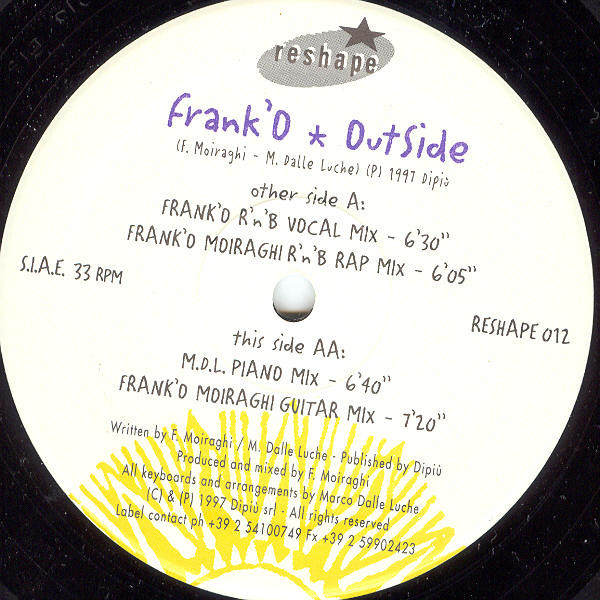 reshape
Frank'O * Outside
(F. Moiraghi - M. Dalle Luche) (P) 1997 Dipiù
other side A:
FRANK'O R'n'B VOCAL MIX - 6'30"
FRANK'O MOIRAGHI R'n'B RAP MIX - 6'05"
S.I.A.E. 33 RPM
RESHAPE 012
this side AA:
M.D.L. PIANO MIX - 6'40"
FRANK'O MOIRAGHI GUITAR MIX - 7'20"
Written by F. Moiraghi / M. Dalle Luche - Published by Dipiù
Produced and mixed by F. Moiraghi
All keyboards and arrangements by Marco Dalle Luche
(C) & (P) 1997 Dipiù srl - All rights reserved
Label contact ph +39 2 54100749 Fx +39 2 59902423